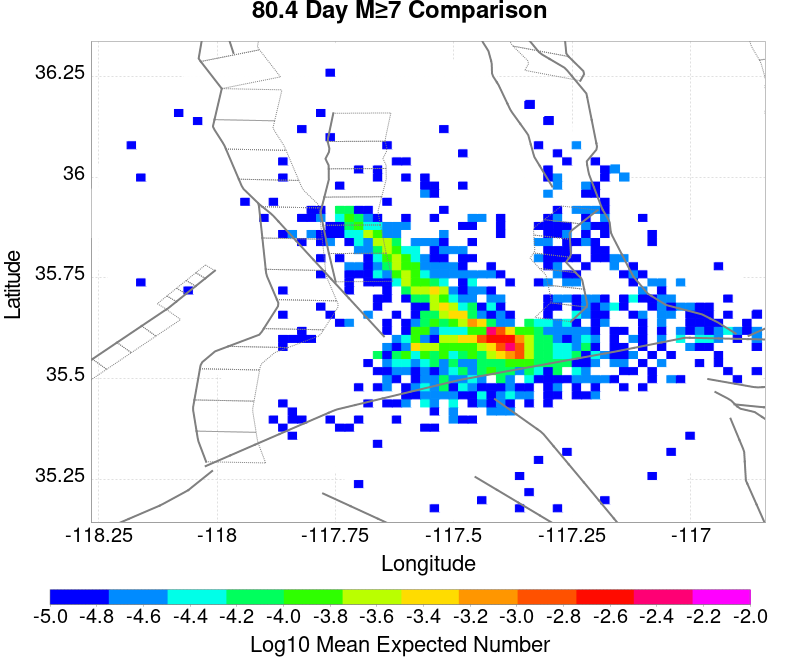 80.4 Day M≥7 Comparison
36.25
36
35.75
35.5
35.25
Latitude
-118.25 -118 -117.75 -117.5 -117.25 -117
Longitude
-5.0 -4.8 -4.6 -4.4 -4.2 -4.0 -3.8 -3.6 -3.4 -3.2 -3.0 -2.8 -2.6 -2.4 -2.2 -2.0
Log10 Mean Expected Number